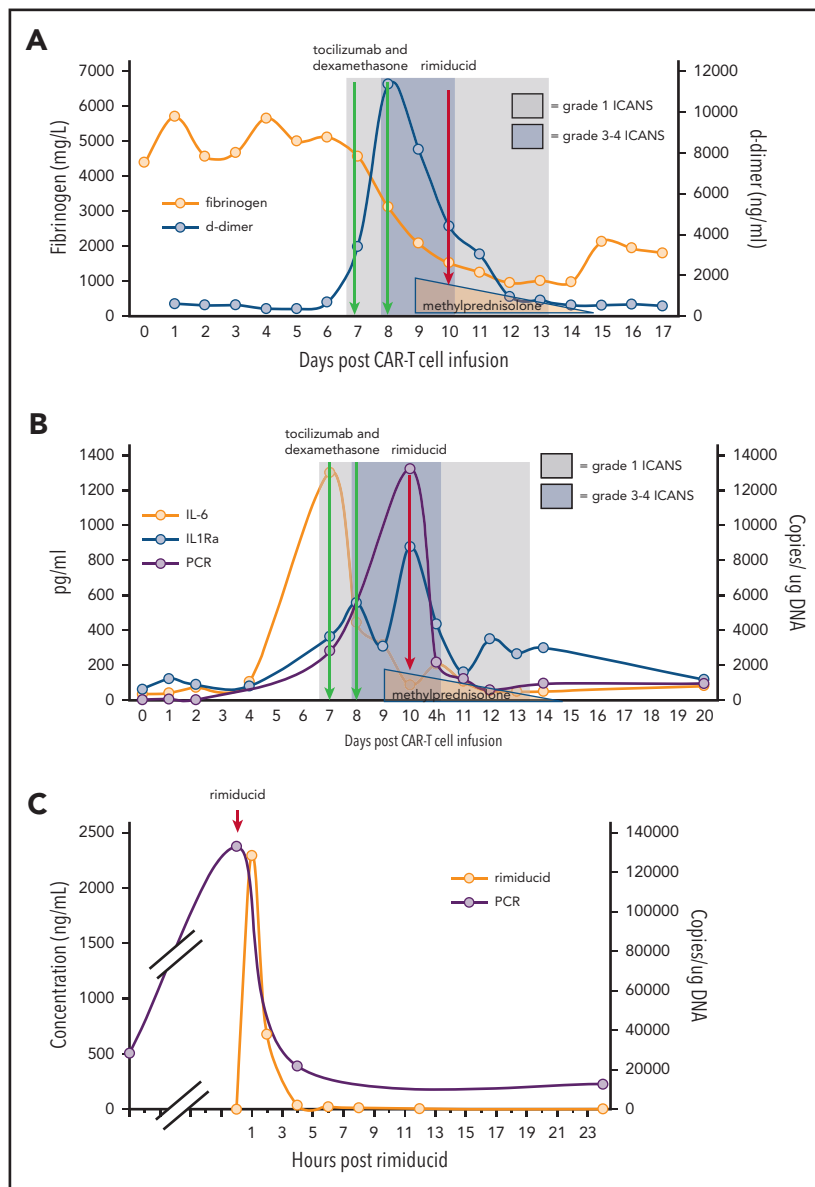 A
tocilizumab and
dexamethasone
rimiducid
7000
6000
5000
4000
3000
2000
1000
0
Fibrinogen (mg/L)
fibrinogen
d-dimer
= grade 1 ICANS
= grade 3-4 ICANS
12000
10000
8000
6000
4000
2000
0
d-dimer (ng/ml)
methylprednisolone
0 1 2 3 4 5 6 7 8 9 10 11 12 13 14 15 16 17
Days post CAR-T cell infusion
B
tocilizumab and
dexamethasone
rimiducid
1400
1200
1000
800
600
400
200
0
pg/ml
IL-6
IL1Ra
PCR
= grade 1 ICANS
= grade 3-4 ICANS
14000
12000
10000
8000
6000
4000
2000
0
Copies/ ug DNA
methylprednisolone
0 1 2 3 4 5 6 7 8 9 10 4h 11 12 13 14 15 16 17 18 19 20
Days post CAR-T cell infusion
C
rimiducid
2500
2000
1500
1000
500
0
Concentration (ng/mL)
rimiducid
PCR
140000
120000
100000
80000
60000
40000
20000
0
Copies/ug DNA
1 3 5 7 9 11 13 15 17 19 21 23
Hours post rimiducid